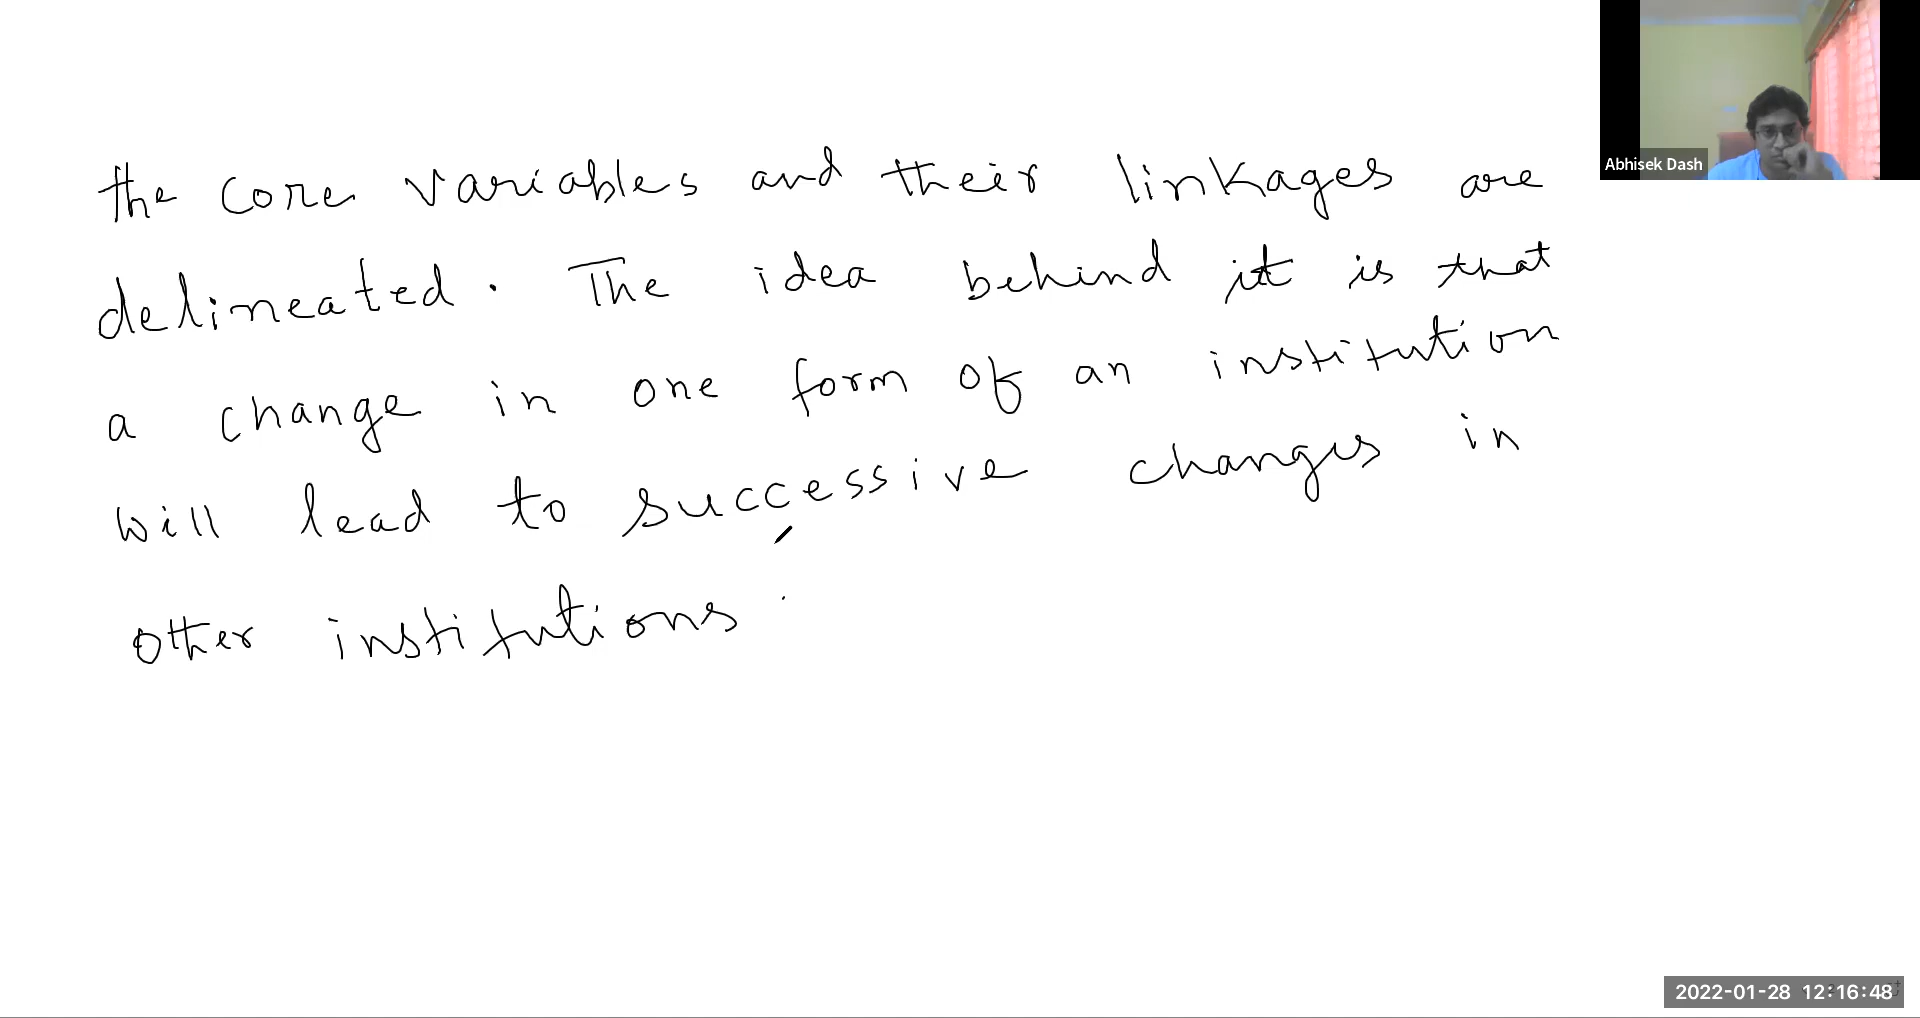 the core variables and their linkages are
delineated. The idea behind it is that
a change in one form of an institution
will lead to successive changes in
other institutions.
Abhisek Dash
2022-01-28 12:16:48